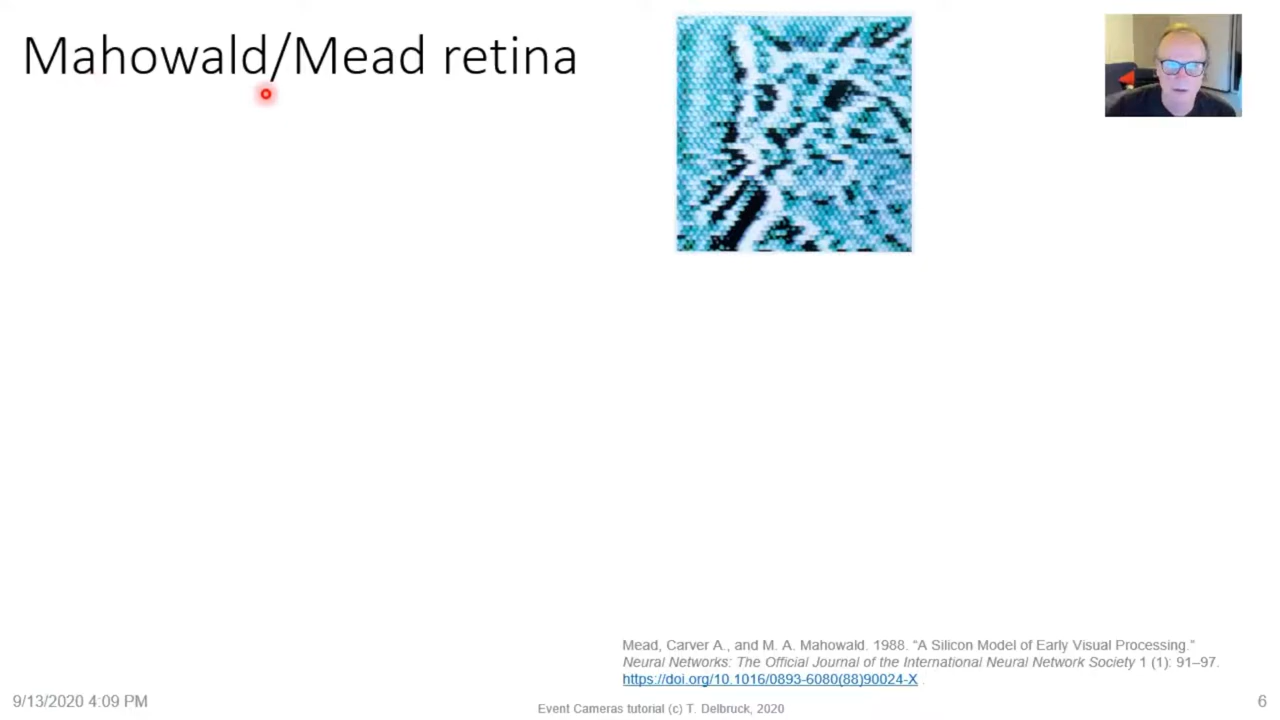 Mahowald/Mead retina
Mead, Carver A., and M. A. Mahowald. 1988. “A Silicon Model of Early Visual Processing.”
Neural Networks: The Official Journal of the International Neural Network Society 1 (1): 91–97.
https://doi.org/10.1016/0893-6080(88)90024-X .
9/13/2020 4:09 PM
Event Cameras tutorial (c) T. Delbruck, 2020
6